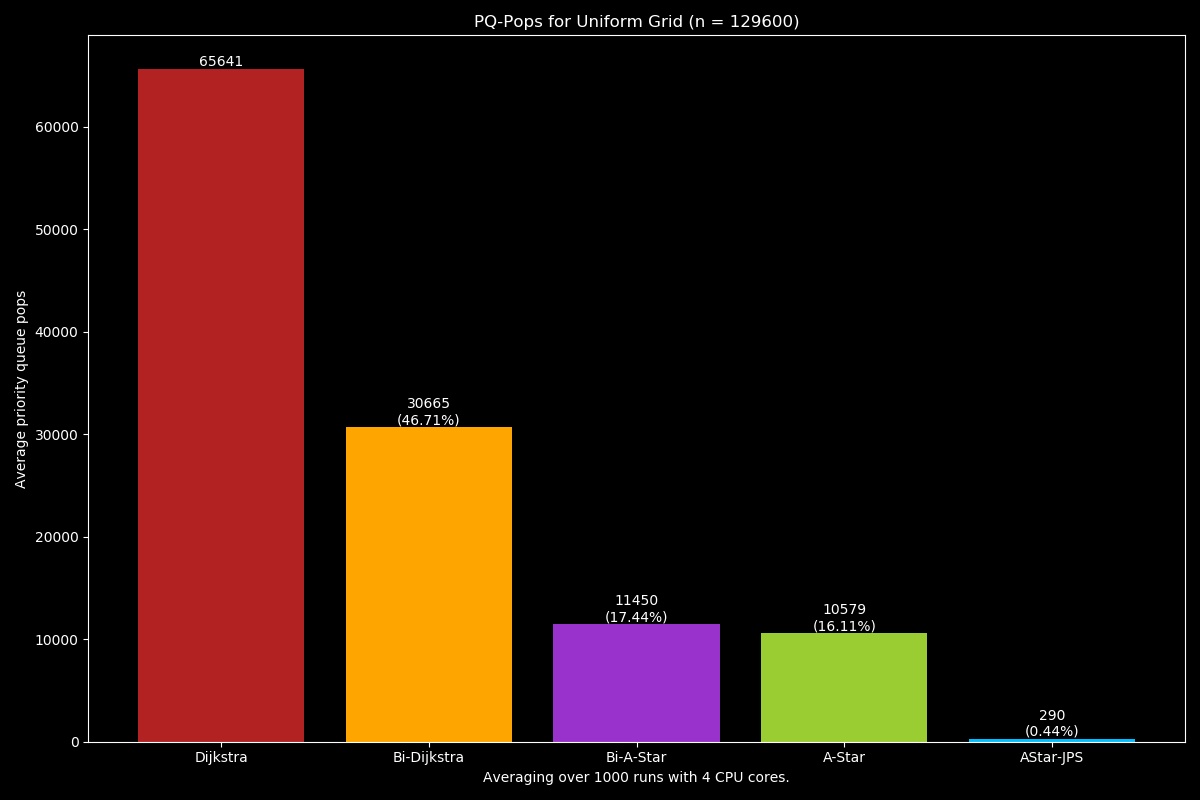 PQ-Pops for Uniform Grid (n = 129600)
Average priority queue pops
60000
50000
40000
30000
20000
10000
0
65641
30665
(46.71%)
11450
(17.44%)
10579
(16.11%)
290
(0.44%)
Dijkstra
Bi-Dijkstra
Bi-A-Star
A-Star
AStar-JPS
Averaging over 1000 runs with 4 CPU cores.